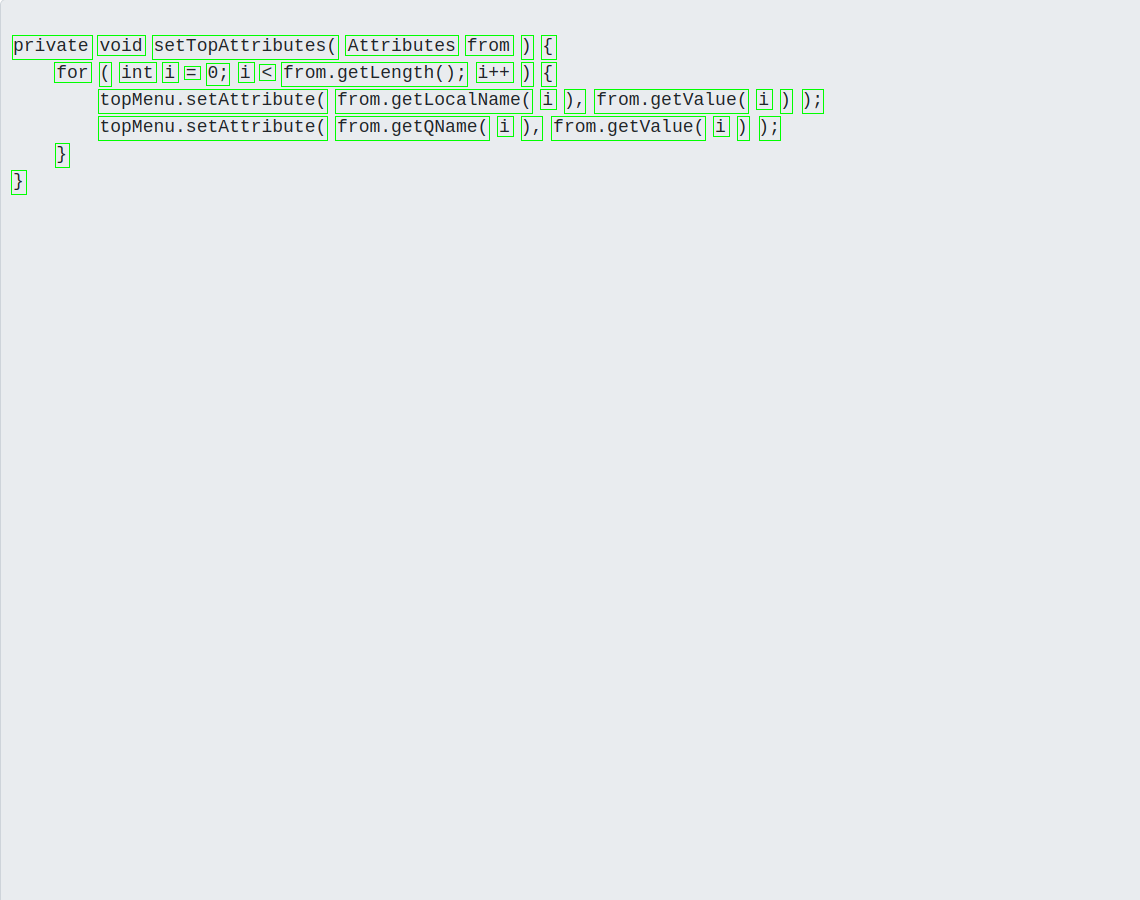 private void setTopAttributes( Attributes from ) {
    for ( int i = 0; i < from.getLength(); i++ ) {
        topMenu.setAttribute( from.getLocalName( i ), from.getValue( i ) );
        topMenu.setAttribute( from.getQName( i ), from.getValue( i ) );
    }
}